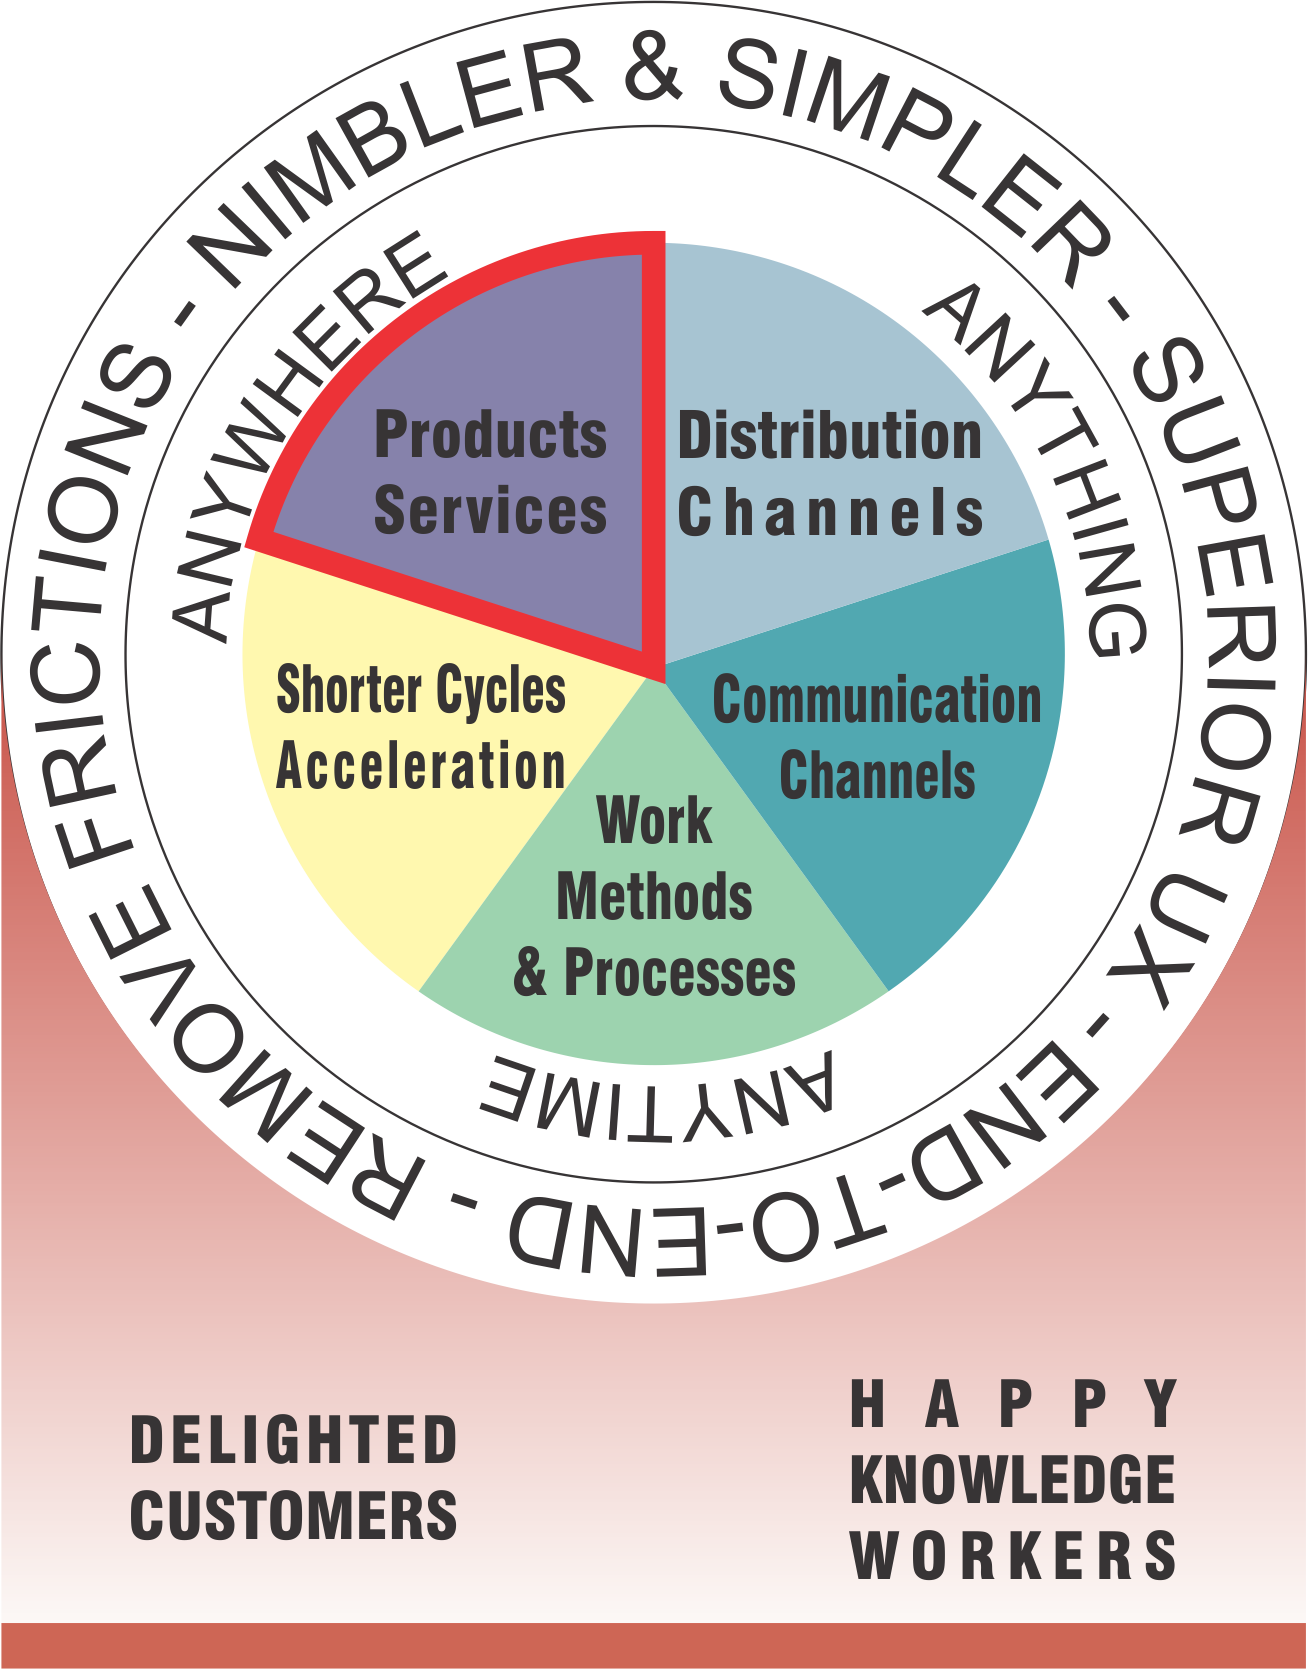 REMOVE FRICTIONS - NIMBLER & SIMPLER - SUPERIOR UX - END-TO-END -
ANYWHERE
ANYTHING
ANYTIME
Products
Services
Distribution
Channels
Communication
Channels
Work
Methods
& Processes
Shorter Cycles
Acceleration
DELIGHTED
CUSTOMERS
HAPPY
KNOWLEDGE
WORKERS